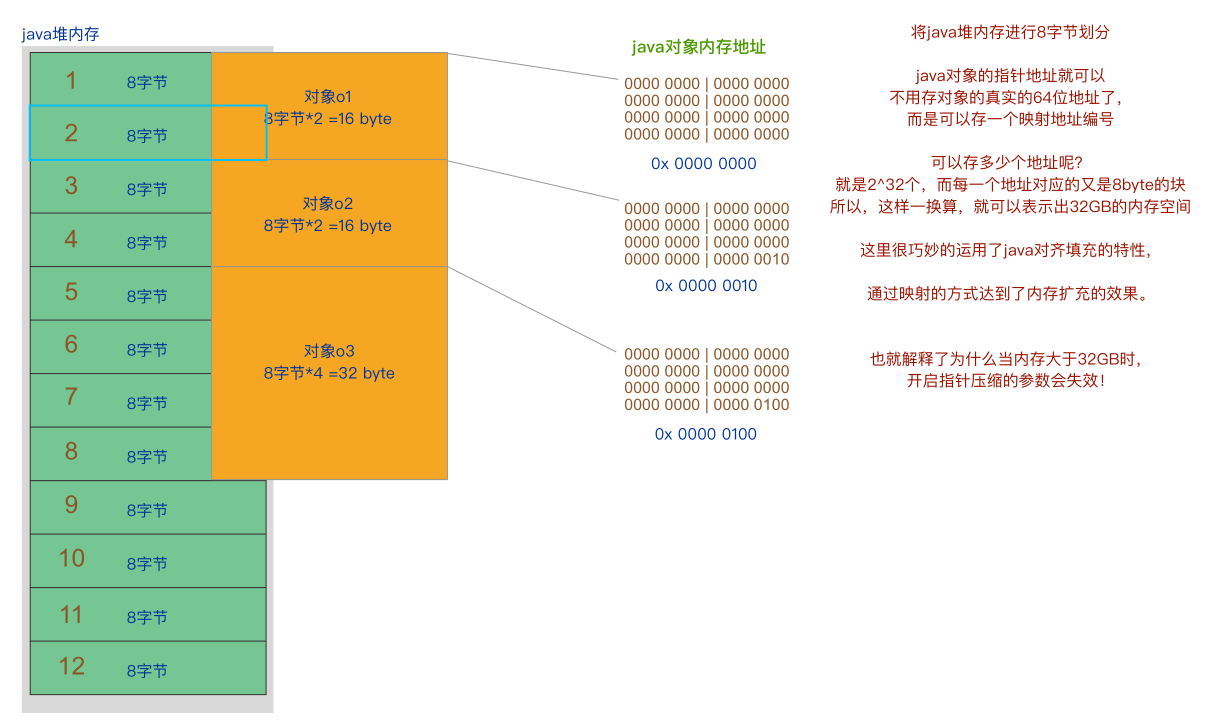 java堆内存
1 8字节
2 8字节
3 8字节
4 8字节
5 8字节
6 8字节
7 8字节
8 8字节
9 8字节
10 8字节
11 8字节
12 8字节
对象o1
8字节*2 =16 byte
对象o2
8字节*2 =16 byte
对象o3
8字节*4 =32 byte
java对象内存地址
0000 0000 | 0000 0000
0000 0000 | 0000 0000
0000 0000 | 0000 0000
0000 0000 | 0000 0000
0x 0000 0000
0000 0000 | 0000 0000
0000 0000 | 0000 0000
0000 0000 | 0000 0000
0000 0000 | 0000 0010
0x 0000 0010
0000 0000 | 0000 0000
0000 0000 | 0000 0000
0000 0000 | 0000 0000
0000 0000 | 0000 0100
0x 0000 0100
将java堆内存进行8字节划分
java对象的指针地址就可以
不用存对象的真实的64位地址了，
而是可以存一个映射地址编号
可以存多少个地址呢？
就是2^32个，而每一个地址对应的又是8byte的块
所以，这样一换算，就可以表示出32GB的内存空间
这里很巧妙的运用了java对齐填充的特性，
通过映射的方式达到了内存扩充的效果。
也就解释了为什么当内存大于32GB时，
开启指针压缩的参数会失效！